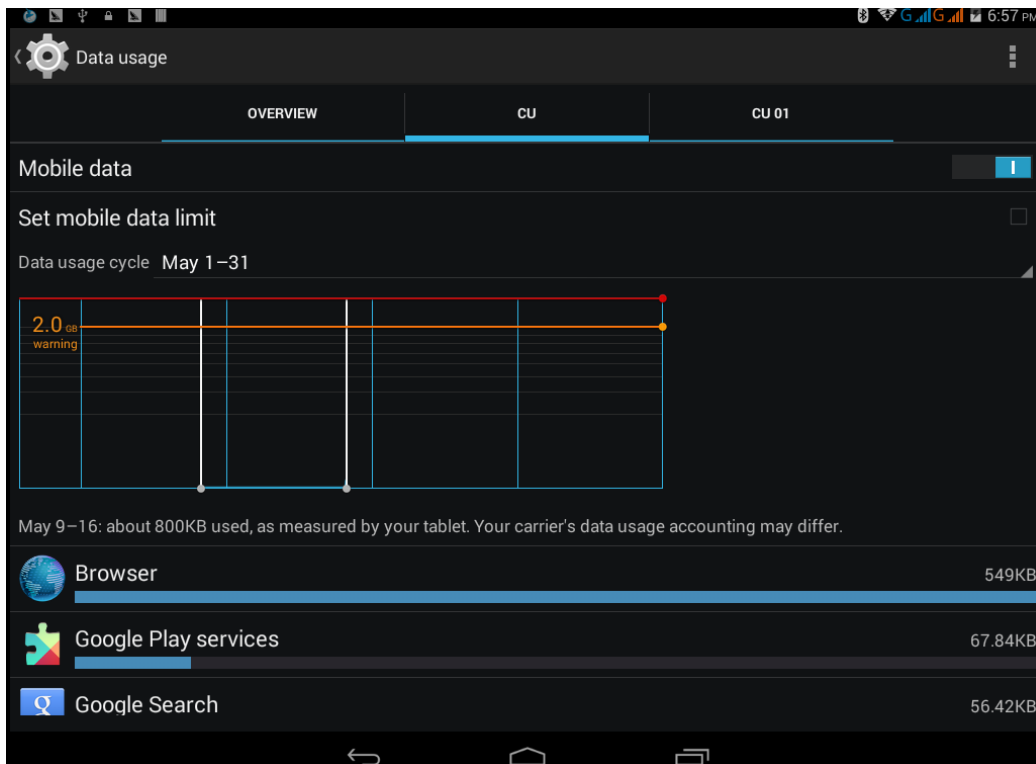 G G 6:57 PM
Data usage
OVERVIEW CU CU 01
Mobile data
Set mobile data limit
Data usage cycle May 1–31
2.0 GB
warning
May 9–16: about 800KB used, as measured by your tablet. Your carrier's data usage accounting may differ.
Browser 549KB
Google Play services 67.84KB
g Google Search 56.42KB